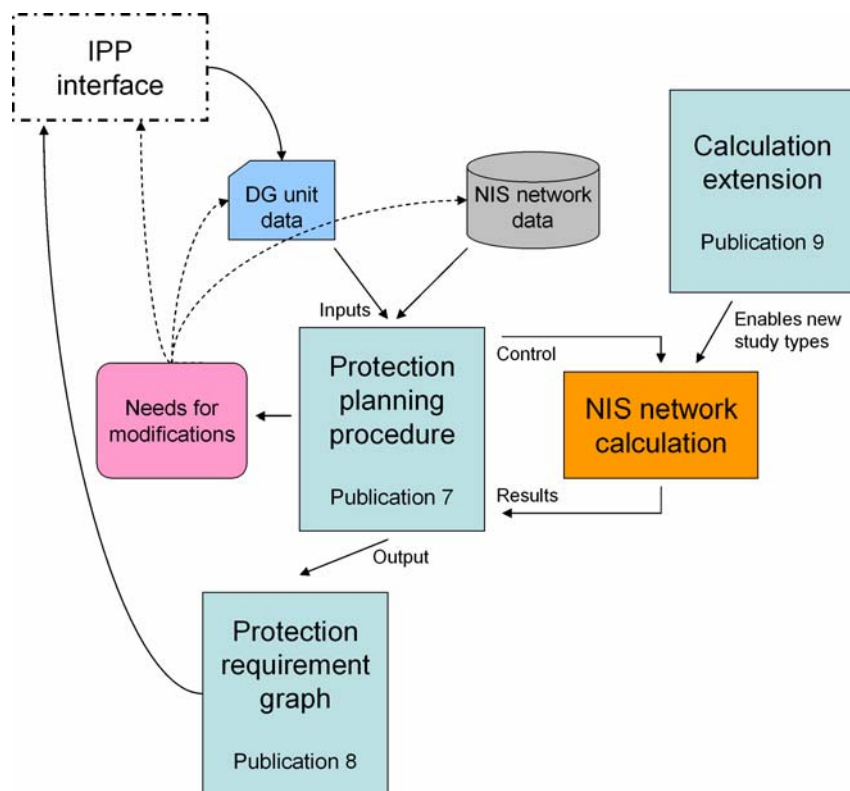 IPP
interface
DG unit
data
NIS network
data
Calculation
extension
Publication 9
Inputs
Enables new
study types
Control
Needs for
modifications
Protection
planning
procedure
Publication 7
NIS network
calculation
Results
Output
Protection
requirement
graph
Publication 8